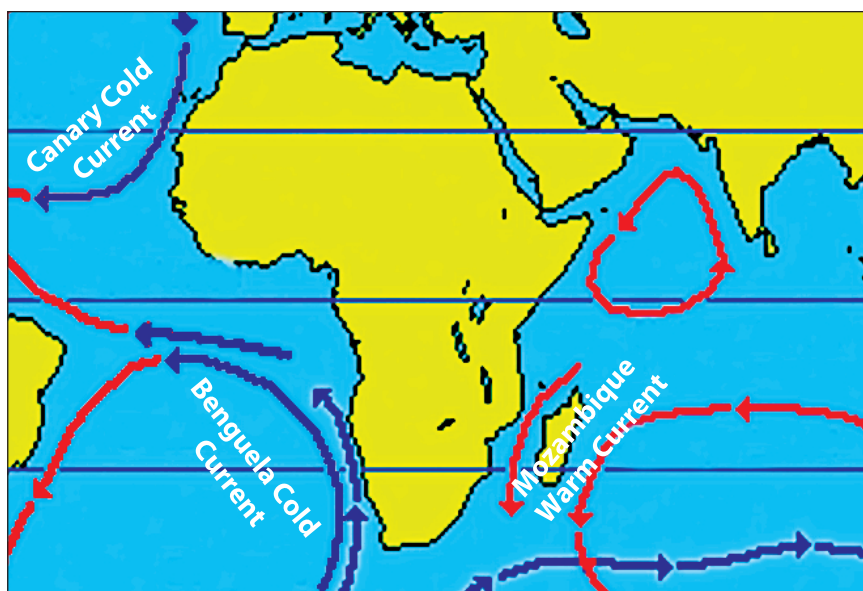 Canary Cold
Current
Benguela Cold
Current
Mozambique
Warm Current